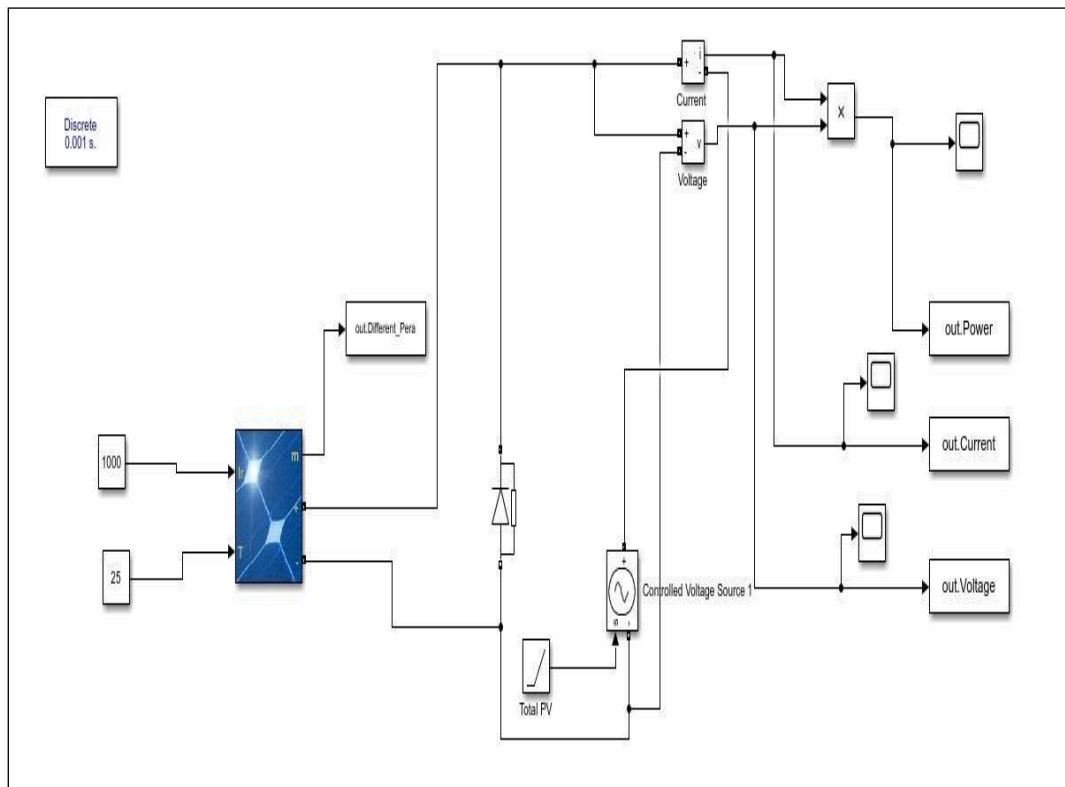 Discrete
0.001 s.
i
+
-
Current
+
v
-
Voltage
X
out.Different_Pera
out.Power
1000
Ir
m
out.Current
+
T
-
25
+
Controlled Voltage Source 1
s
-
out.Voltage
Total PV